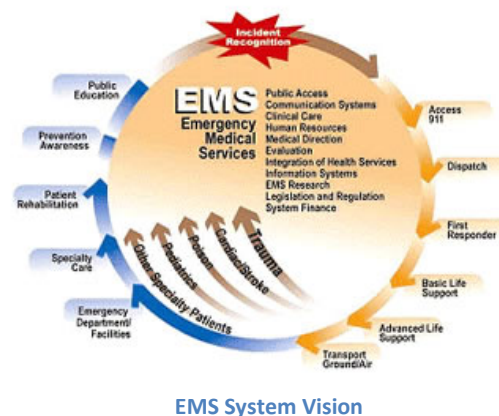 Incident
Recognition
EMS
Emergency
Medical
Services
Public Access
Communication Systems
Clinical Care
Human Resources
Medical Direction
Evaluation
Integration of Health Services
Information Systems
EMS Research
Legislation and Regulation
System Finance
Access
911
Dispatch
First
Responder
Basic Life
Support
Advanced Life
Support
Transport
Ground/Air
Emergency
Department/
Facilities
Specialty
Care
Patient
Rehabilitation
Prevention
Awareness
Public
Education
Other Specialty Patients
Pediatrics
Poison
Cardiac/Stroke
Trauma
EMS System Vision